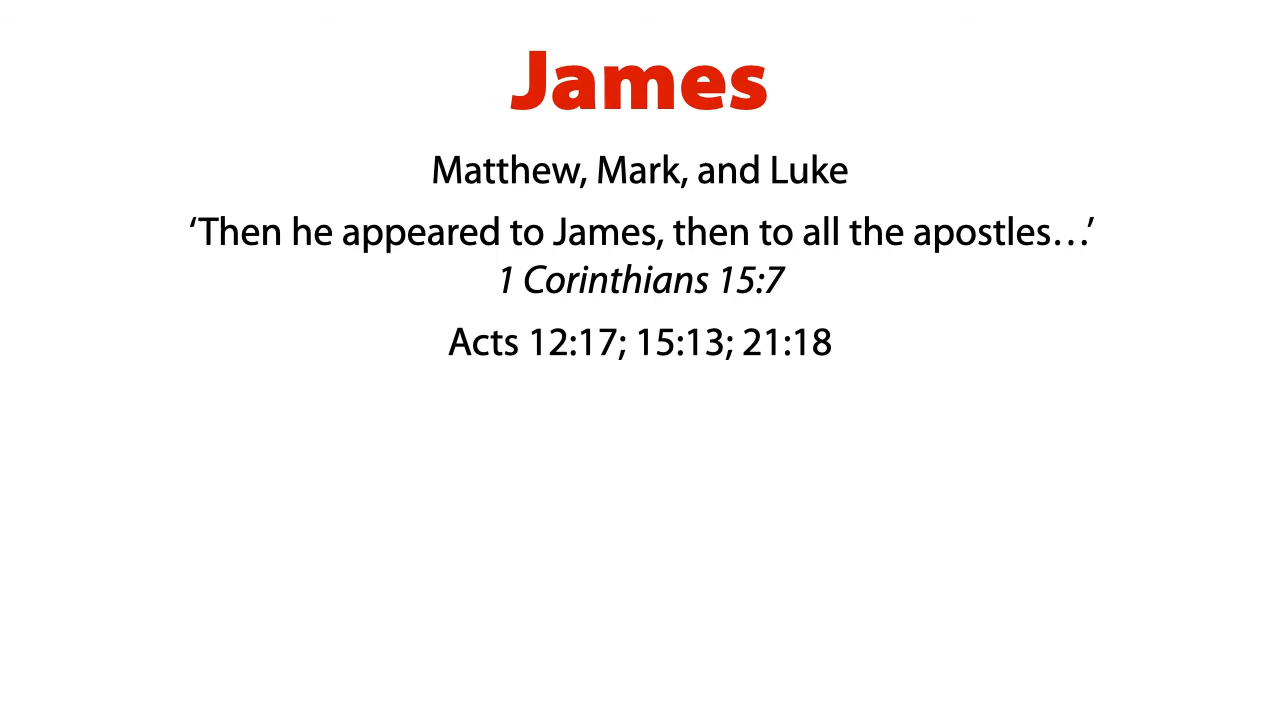 James
Matthew, Mark, and Luke
‘Then he appeared to James, then to all the apostles…’
1 Corinthians 15:7
Acts 12:17; 15:13; 21:18